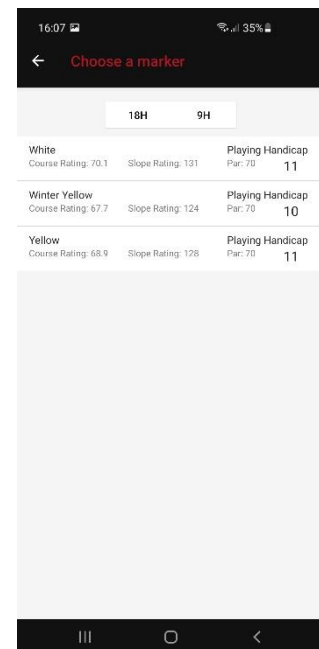 16:07 35%
Choose a marker
18H 9H
White Playing Handicap
Course Rating: 70.1 Slope Rating: 131 Par: 70 11
Winter Yellow Playing Handicap
Course Rating: 67.7 Slope Rating: 124 Par: 70 10
Yellow Playing Handicap
Course Rating: 68.9 Slope Rating: 128 Par: 70 11